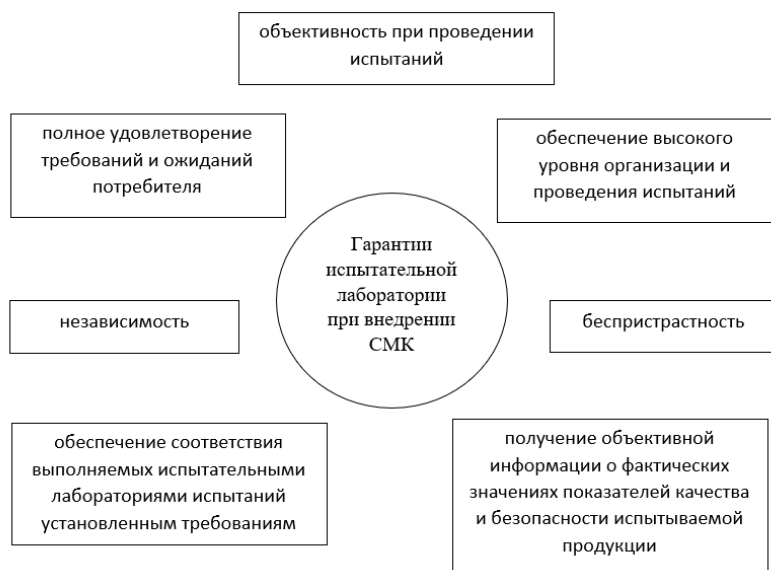 объективность при проведении
испытаний
полное удовлетворение
требований и ожиданий
потребителя
обеспечение высокого
уровня организации и
проведения испытаний
Гарантии
испытательной
лаборатории
при внедрении
СМК
независимость
беспристрастность
обеспечение соответствия
выполняемых испытательными
лабораториями испытаний
установленным требованиям
получение объективной
информации о фактических
значениях показателей качества
и безопасности испытываемой
продукции